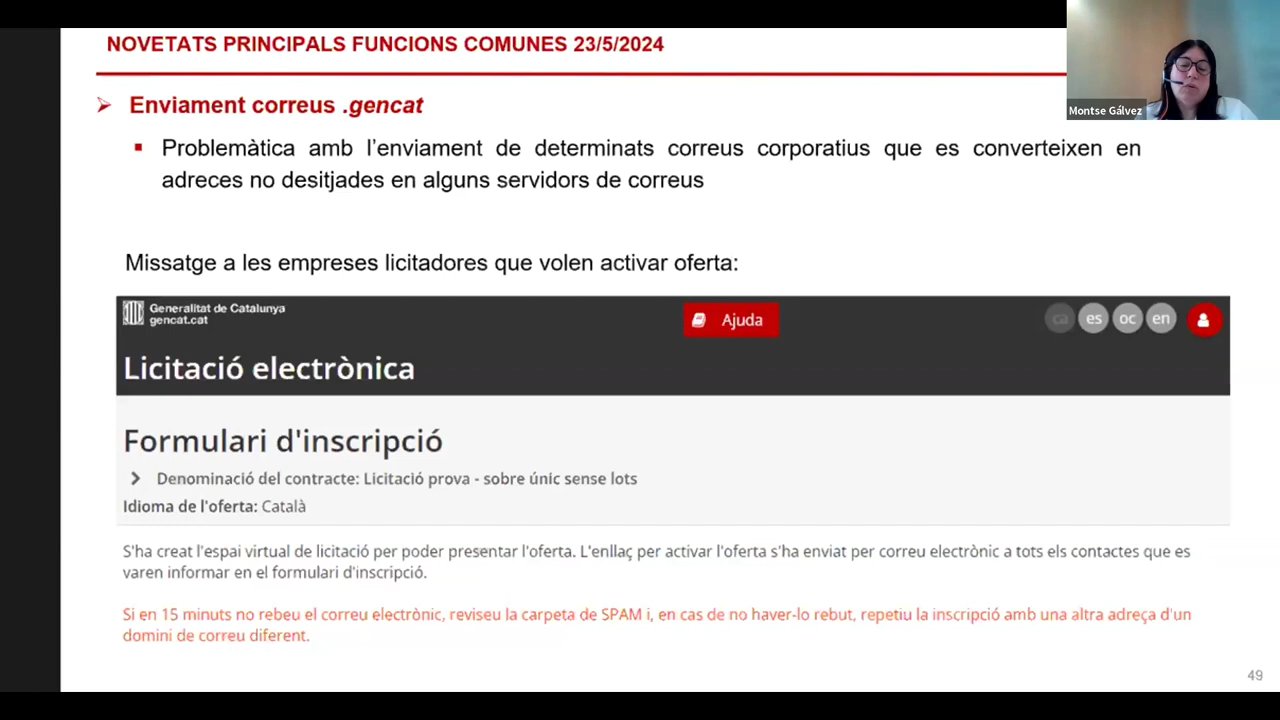 NOVETATS PRINCIPALS FUNCIONS COMUNES 23/5/2024
Montse Gálvez
Enviament correus .gencat
Problemàtica amb l'enviament de determinats correus corporatius que es converteixen en
adreces no desitjades en alguns servidors de correus
Missatge a les empreses licitadores que volen activar oferta:
Generalitat de Catalunya
gencat.cat
Ajuda
ca es oc en
Licitació electrònica
Formulari d'inscripció
Denominació del contracte: Licitació prova - sobre únic sense lots
Idioma de l'oferta: Català
S'ha creat l'espai virtual de licitació per poder presentar l'oferta. L'enllaç per activar l'oferta s'ha enviat per correu electrònic a tots els contactes que es
varen informar en el formulari d'inscripció.
Si en 15 minuts no rebeu el correu electrònic, reviseu la carpeta de SPAM i, en cas de no haver-lo rebut, repetiu la inscripció amb una altra adreça d'un
domini de correu diferent.
49